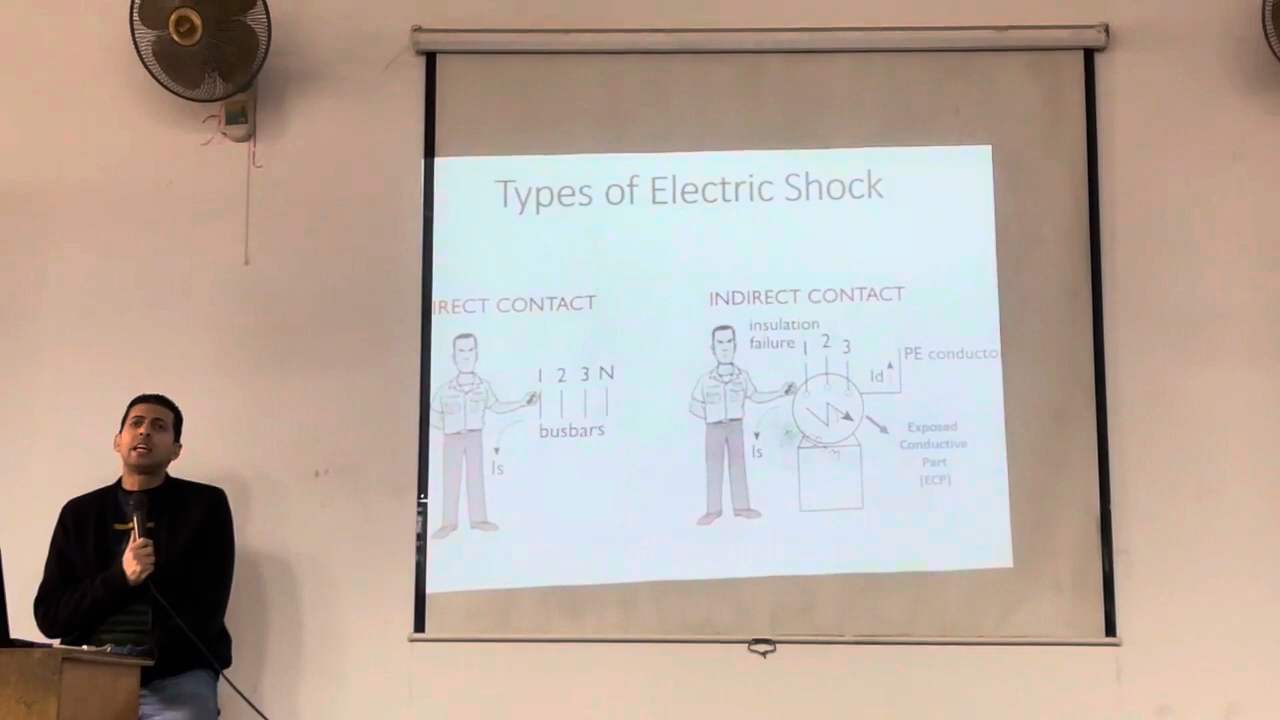 Types of Electric Shock
IRECT CONTACT
1 2 3 N
busbars
Is
INDIRECT CONTACT
insulation
failure
1 2 3
PE conducto
Id
Is
Exposed
Conductive
Part
(ECP)